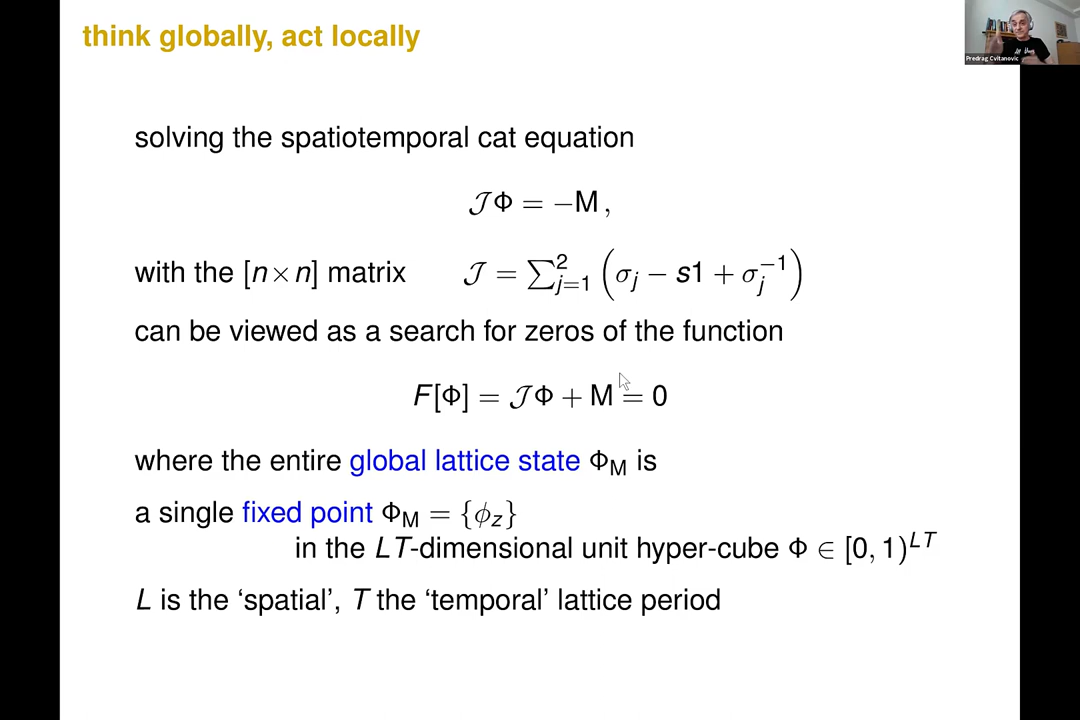 think globally, act locally
Predrag Cvitanovic
solving the spatiotemporal cat equation
𝒥Φ = −M ,
with the [n×n] matrix 𝒥 = ∑²ⱼ₌₁ (σⱼ − s1 + σⱼ⁻¹)
can be viewed as a search for zeros of the function
F[Φ] = 𝒥Φ + M = 0
where the entire global lattice state Φ_M is
a single fixed point Φ_M = {ϕ_z}
in the LT-dimensional unit hyper-cube Φ ∈ [0, 1)^LT
L is the ‘spatial’, T the ‘temporal’ lattice period